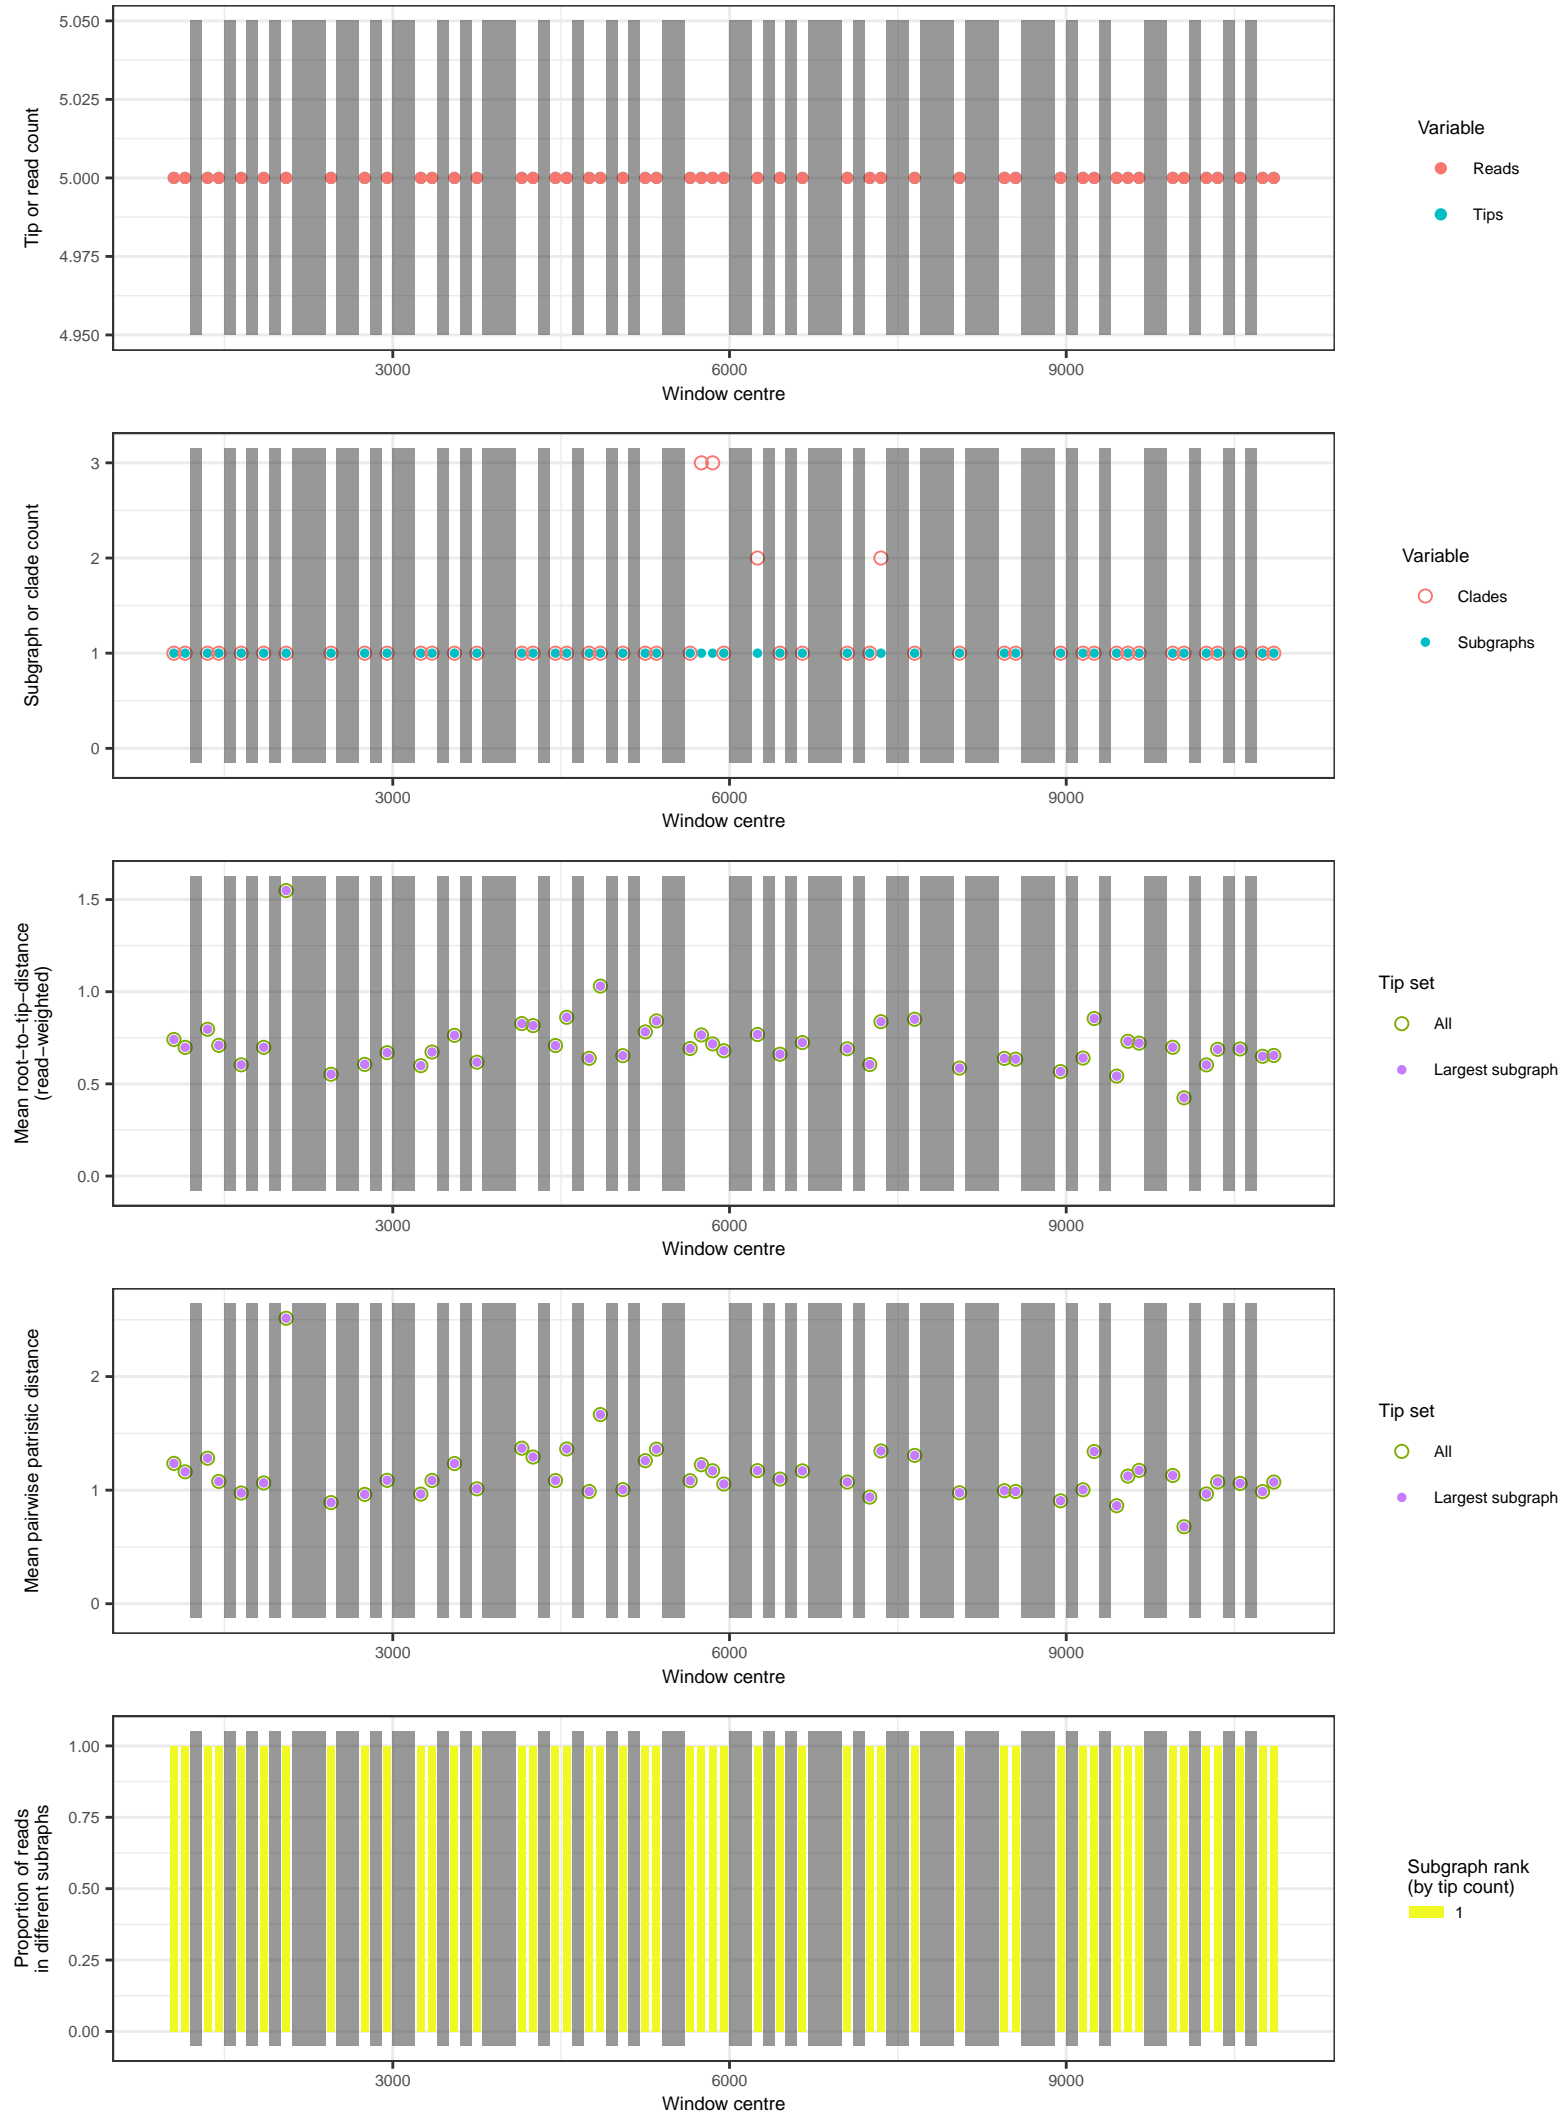 5.050
5.025
5.000
4.975
4.950
Tip or read count
3000
6000
9000
Window centre
Variable
Reads
Tips
3
2
1
0
Subgraph or clade count
3000
6000
9000
Window centre
Variable
Clades
Subgraphs
1.5
1.0
0.5
0.0
Mean root−to−tip−distance
(read−weighted)
3000
6000
9000
Window centre
Tip set
All
Largest subgraph
2
1
0
Mean pairwise patristic distance
3000
6000
9000
Window centre
Tip set
All
Largest subgraph
1.00
0.75
0.50
0.25
0.00
Proportion of reads
in different subraphs
3000
6000
9000
Window centre
Subgraph rank
(by tip count)
1